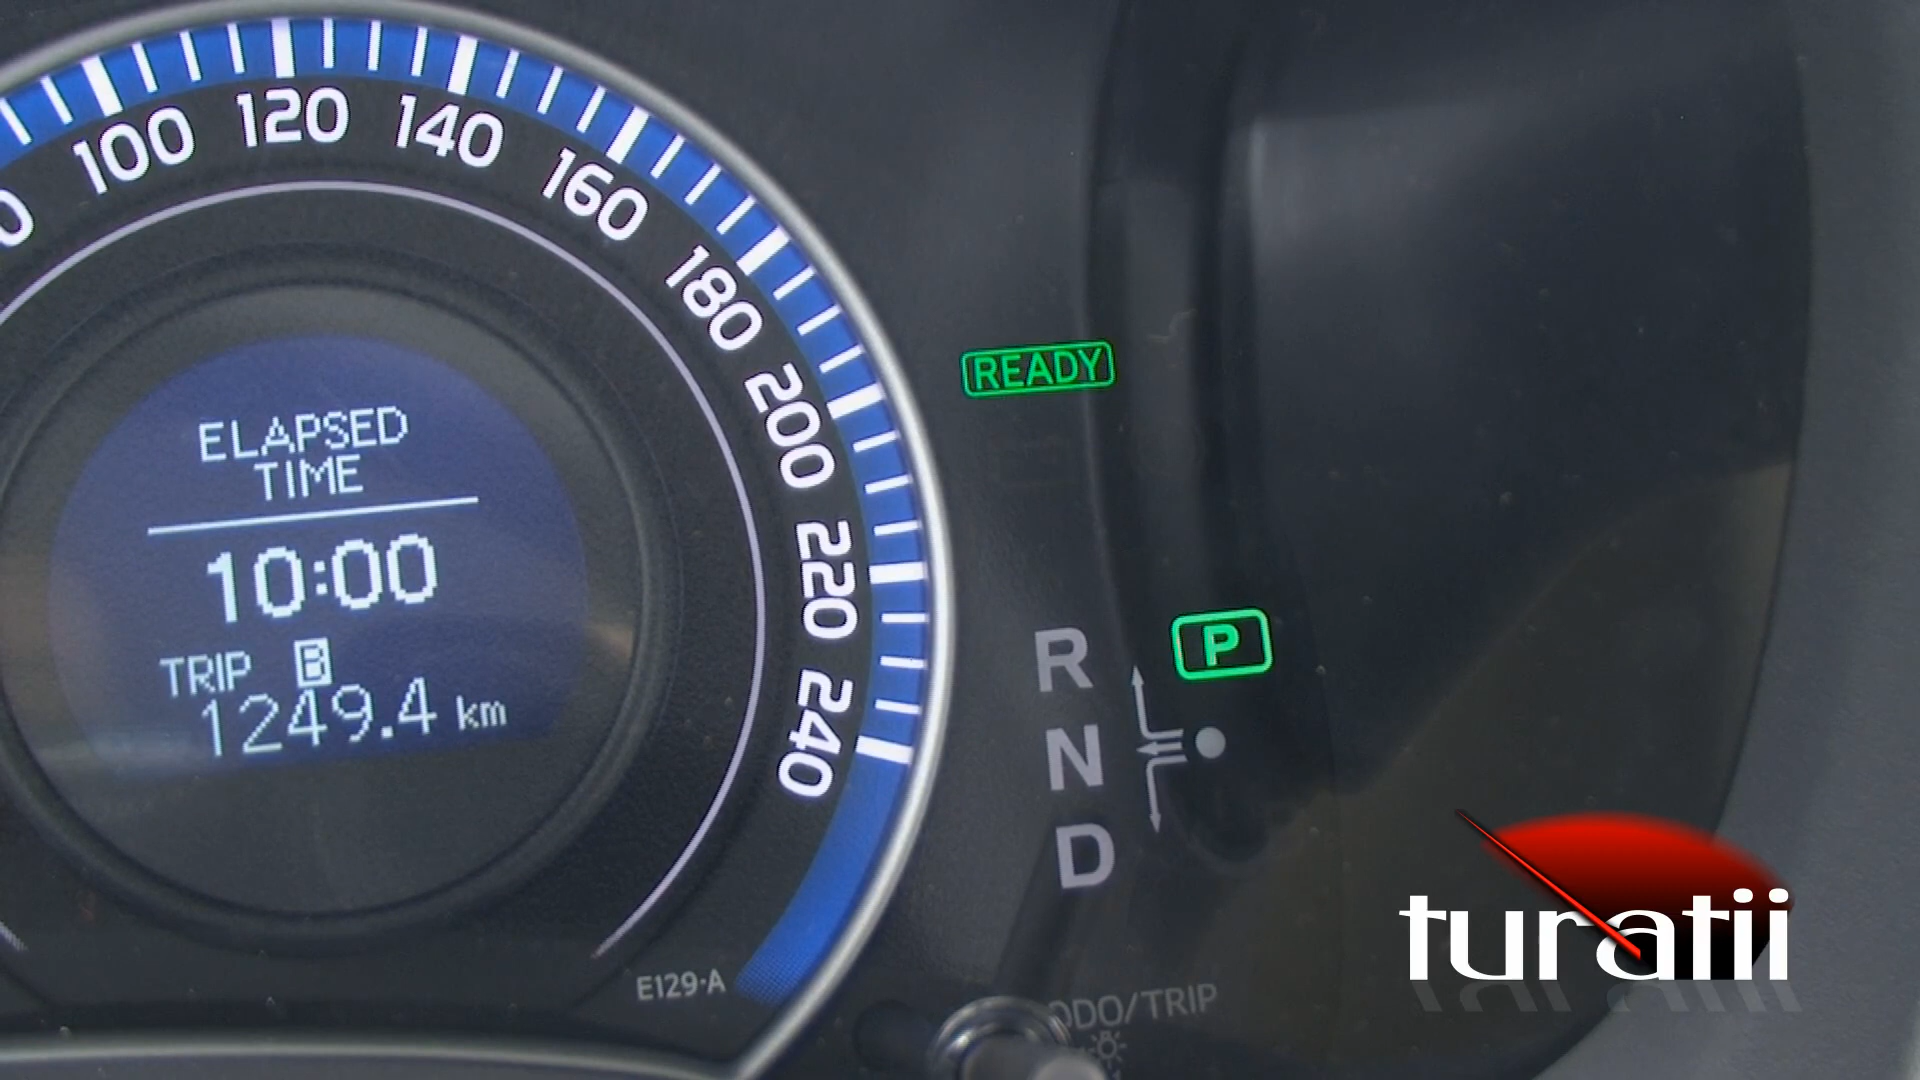 100
120
140
160
180
200
220
240
ELAPSED
TIME
10:00
TRIP B
1249.4 km
READY
P
R
N
D
E129-A
ODO/TRIP
turatii